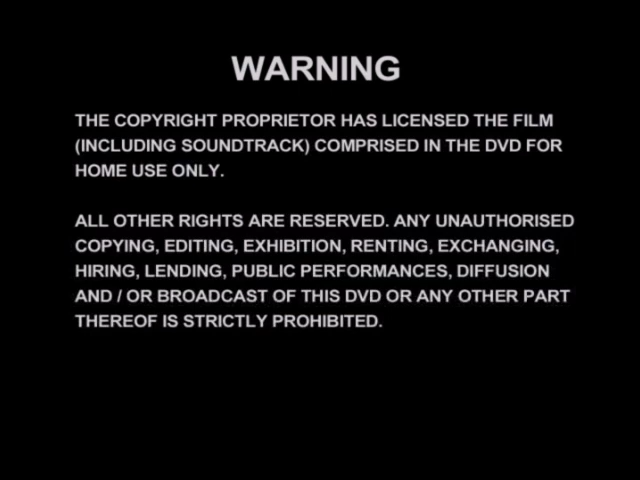 WARNING
THE COPYRIGHT PROPRIETOR HAS LICENSED THE FILM
(INCLUDING SOUNDTRACK) COMPRISED IN THE DVD FOR
HOME USE ONLY.
ALL OTHER RIGHTS ARE RESERVED. ANY UNAUTHORISED
COPYING, EDITING, EXHIBITION, RENTING, EXCHANGING,
HIRING, LENDING, PUBLIC PERFORMANCES, DIFFUSION
AND / OR BROADCAST OF THIS DVD OR ANY OTHER PART
THEREOF IS STRICTLY PROHIBITED.